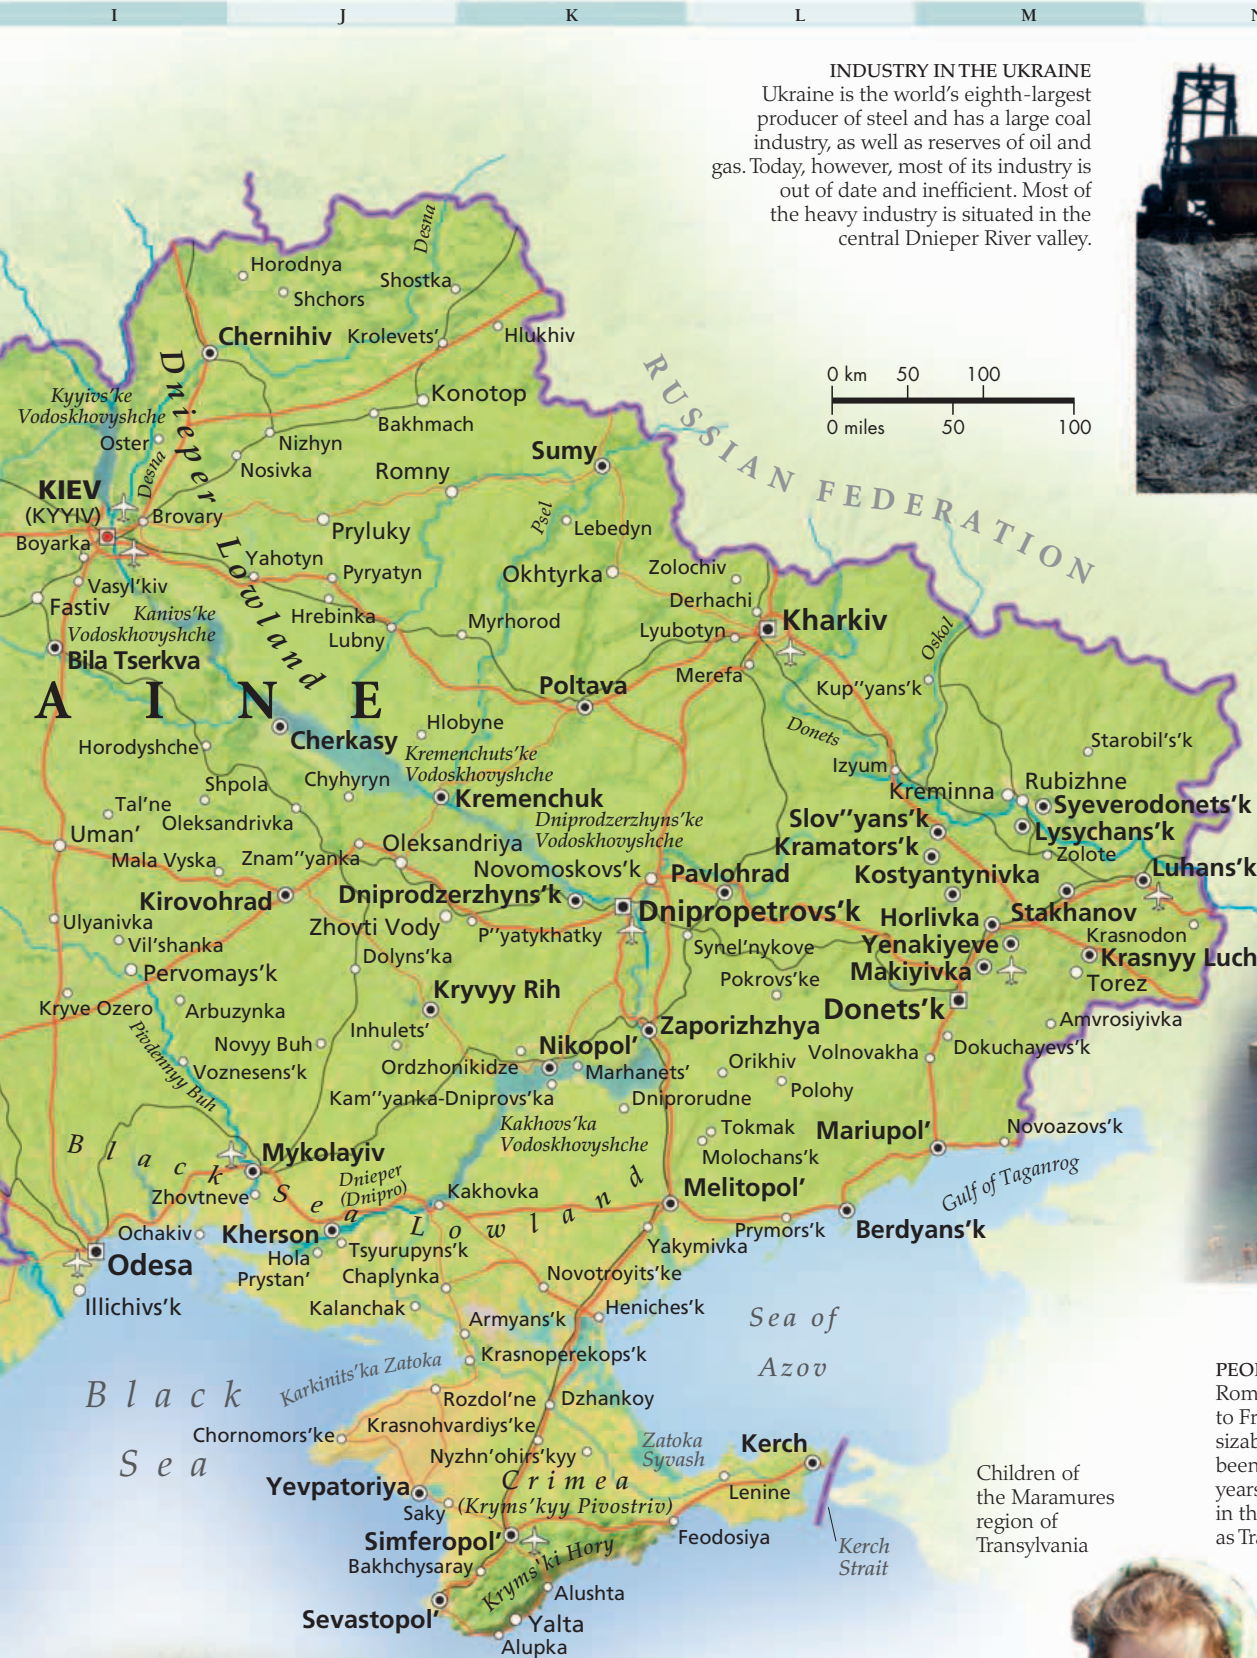 I J K L M N
INDUSTRY IN THE UKRAINE
Ukraine is the world's eighth-largest
producer of steel and has a large coal
industry, as well as reserves of oil and
gas. Today, however, most of its industry is
out of date and inefficient. Most of
the heavy industry is situated in the
central Dnieper River valley.
0 km 50 100
0 miles 50 100
RUSSIAN FEDERATION
Desna
Horodnya
Shostka
Shchors
Chernihiv
Krolevets'
Hlukhiv
Dnieper Lowland
Kyyivs'ke
Vodoskhovyshche
Konotop
Bakhmach
Oster
Nizhyn
Desna
Nosivka
Romny
Sumy
KIEV
(KYYIV)
Brovary
Pryluky
Psel
Lebedyn
Boyarka
Yahotyn
Pyryatyn
Okhtyrka
Zolochiv
Vasyl'kiv
Derhachi
Fastiv
Kanivs'ke
Vodoskhovyshche
Hrebinka
Lubny
Myrhorod
Lyubotyn
Kharkiv
Oskol
Bila Tserkva
Merefa
Kup"yans'k
A I N E
Poltava
Cherkasy
Hlobyne
Donets
Horodyshche
Kremenchuts'ke
Vodoskhovyshche
Starobil's'k
Izyum
Shpola
Chyhyryn
Kremenchuk
Kreminna
Rubizhne
Syeverodonets'k
Tal'ne
Oleksandrivka
Dniprodzerzhyns'ke
Vodoskhovyshche
Slov"yans'k
Lysychans'k
Uman'
Oleksandriya
Kramators'k
Zolote
Mala Vyska
Znam"yanka
Novomoskovs'k
Pavlohrad
Kostyantynivka
Luhans'k
Kirovohrad
Dniprodzerzhyns'k
Dnipropetrovs'k
Horlivka
Stakhanov
Ulyanivka
Zhovti Vody
P"yatykhatky
Krasnodon
Vil'shanka
Synel'nykove
Yenakiyeve
Krasnyy Luch
Pervomays'k
Dolyns'ka
Pokrovs'ke
Makiyivka
Torez
Kryve Ozero
Arbuzynka
Kryvyy Rih
Donets'k
Amvrosiyivka
Pivdennyy Buh
Inhulets'
Zaporizhzhya
Novyy Buh
Nikopol'
Volnovakha
Dokuchayevs'k
Voznesens'k
Ordzhonikidze
Marhanets'
Orikhiv
Polohy
Kam"yanka-Dniprovs'ka
Dniprorudne
Kakhovs'ka
Vodoskhovyshche
Tokmak
Mariupol'
Novoazovs'k
Molochans'k
Black Sea Lowland
Mykolayiv
Dnieper
(Dnipro)
Zhovtneve
Kakhovka
Melitopol'
Gulf of Taganrog
Ochakiv
Kherson
Prymors'k
Berdyans'k
Odesa
Hola
Prystan'
Tsyurupyns'k
Yakymivka
Chaplynka
Novotroyits'ke
Illichivs'k
Kalanchak
Armyans'k
Heniches'k
Sea of
Azov
Krasnoperekops'k
Karkinits'ka Zatoka
Black
Sea
Rozdol'ne
Dzhankoy
Krasnohvardiys'ke
Chornomors'ke
Nyzhn'ohirs'kyy
Zatoka
Syvash
Kerch
Crimea
(Kryms'kyy Pivostriv)
Yevpatoriya
Lenine
Saky
Simferopol'
Feodosiya
Kerch
Strait
Bakhchysaray
Kryms'ki Hory
Alushta
Sevastopol'
Yalta
Alupka
Children of
the Maramures
region of
Transylvania
to
in
as